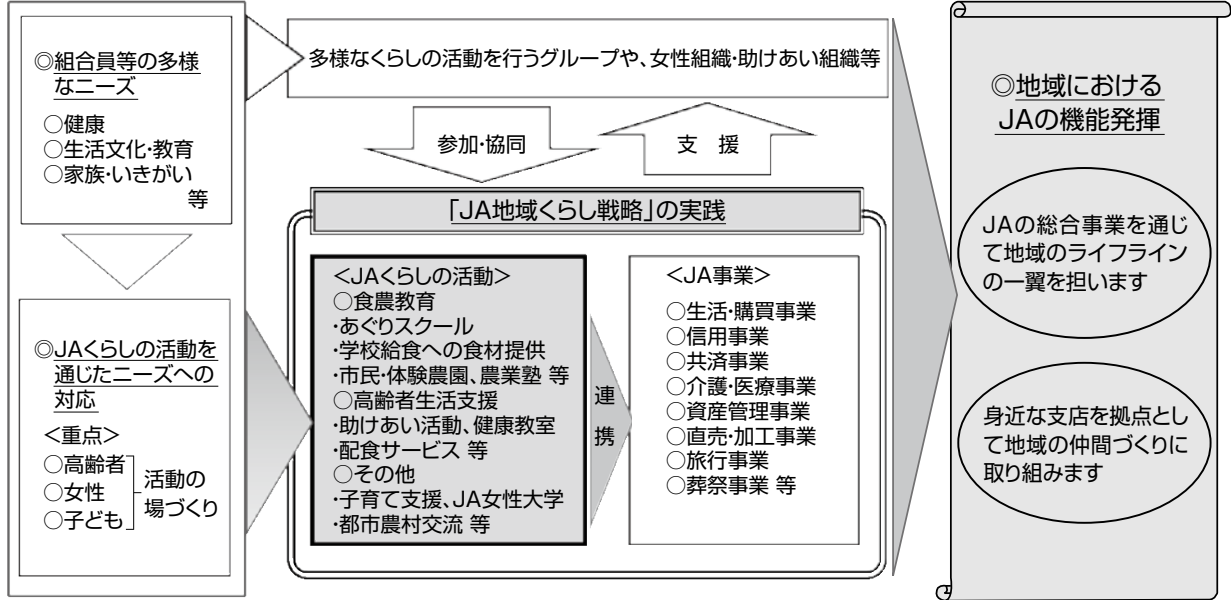 ◎組合員等の多様
なニーズ
○健康
○生活文化・教育
○家族・いきがい
等
◎JAくらしの活動を
通じたニーズへの
対応
＜重点＞
○高齢者
○女性
○子ども
活動の
場づくり
多様なくらしの活動を行うグループや、女性組織・助けあい組織等
参加・協同
支　援
「JA地域くらし戦略」の実践
＜JAくらしの活動＞
○食農教育
・あぐりスクール
・学校給食への食材提供
・市民・体験農園、農業塾 等
○高齢者生活支援
・助けあい活動、健康教室
・配食サービス 等
○その他
・子育て支援、JA女性大学
・都市農村交流 等
連
携
＜JA事業＞
○生活・購買事業
○信用事業
○共済事業
○介護・医療事業
○資産管理事業
○直売・加工事業
○旅行事業
○葬祭事業 等
◎地域における
JAの機能発揮
JAの総合事業を通じ
て地域のライフライン
の一翼を担います
身近な支店を拠点とし
て地域の仲間づくりに
取り組みます